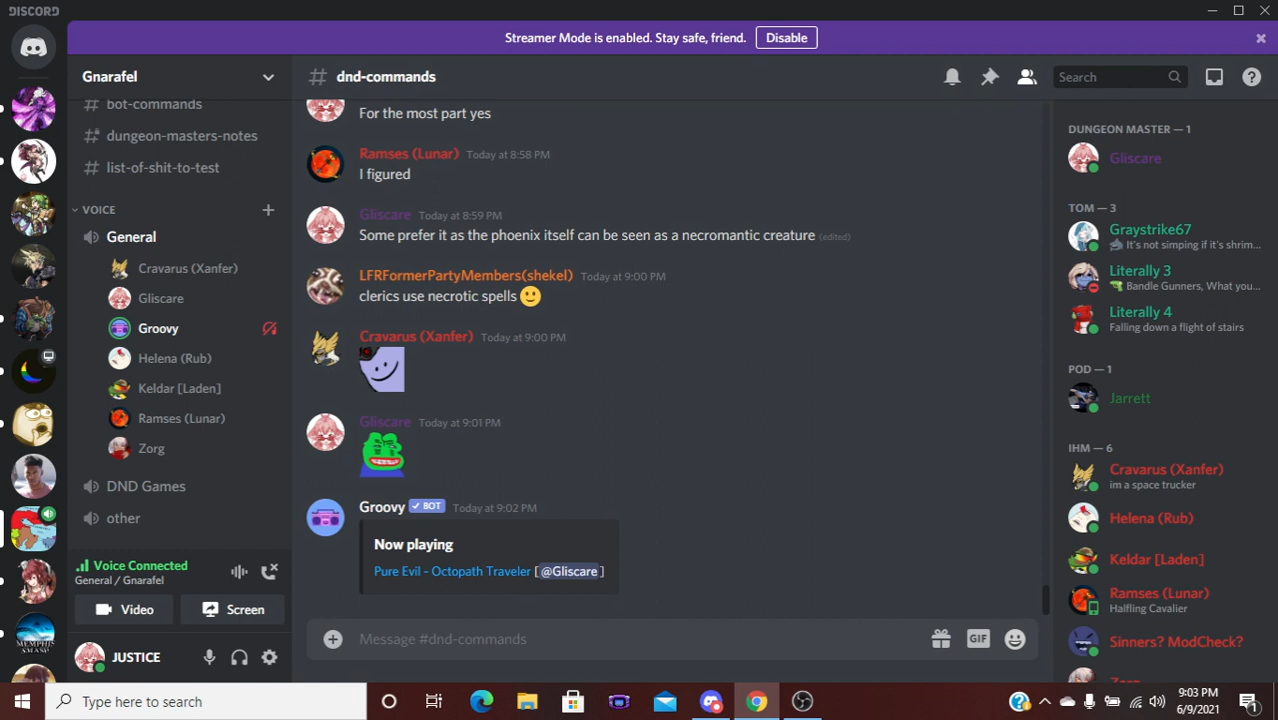 DISCORD
Streamer Mode is enabled. Stay safe, friend.
Disable
Gnarafel
bot-commands
dungeon-masters-notes
list-of-shit-to-test
VOICE
General
Cravarus (Xanfer)
Gliscare
Groovy
Helena (Rub)
Keldar [Laden]
Ramses (Lunar)
Zorg
DND Games
other
Voice Connected
General / Gnarafel
Video
Screen
JUSTICE
# dnd-commands
Search
For the most part yes
Ramses (Lunar) Today at 8:58 PM
I figured
Gliscare Today at 8:59 PM
Some prefer it as the phoenix itself can be seen as a necromantic creature (edited)
LFRFormerPartyMembers(shekel) Today at 9:00 PM
clerics use necrotic spells
Cravarus (Xanfer) Today at 9:00 PM
Gliscare Today at 9:01 PM
Groovy BOT Today at 9:02 PM
Now playing
Pure Evil - Octopath Traveler [@Gliscare]
Message #dnd-commands
GIF
DUNGEON MASTER — 1
Gliscare
TOM — 3
Graystrike67
It's not simping if it's shrim...
Literally 3
Bandle Gunners, What you...
Literally 4
Falling down a flight of stairs
POD — 1
Jarrett
IHM — 6
Cravarus (Xanfer)
im a space trucker
Helena (Rub)
Keldar [Laden]
Ramses (Lunar)
Halfling Cavalier
Sinners? ModCheck?
Type here to search
9:03 PM
6/9/2021